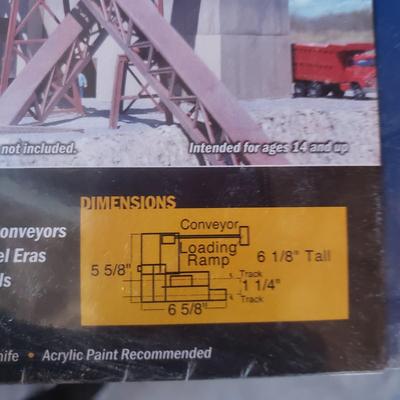 not included.
Intended for ages 14 and up
DIMENSIONS
onveyors
el Eras
ls
Conveyor
Loading
Ramp
6 1/8" Tall
5 5/8"
Track
1 1/4"
Track
6 5/8"
nife • Acrylic Paint Recommended